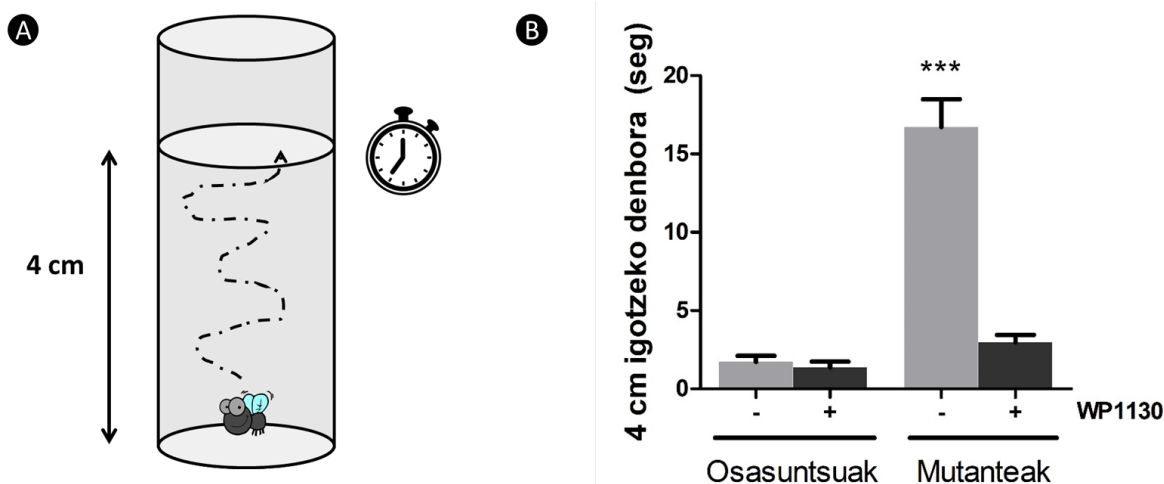 A
4 cm
B
4 cm igotzeko denbora (seg)
20
15
10
5
0
***
- + - + WP1130
Osasuntsuak Mutanteak